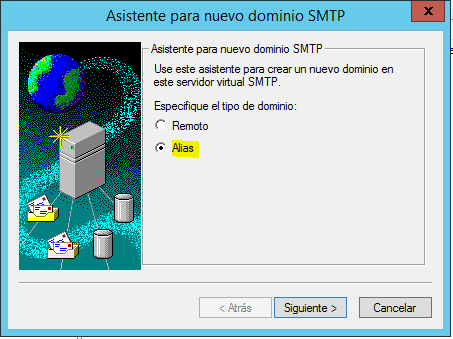 Asistente para nuevo dominio SMTP
x
Asistente para nuevo dominio SMTP
Use este asistente para crear un nuevo dominio en
este servidor virtual SMTP.
Especifique el tipo de dominio:
Remoto
Alias
< Atrás
Siguiente >
Cancelar